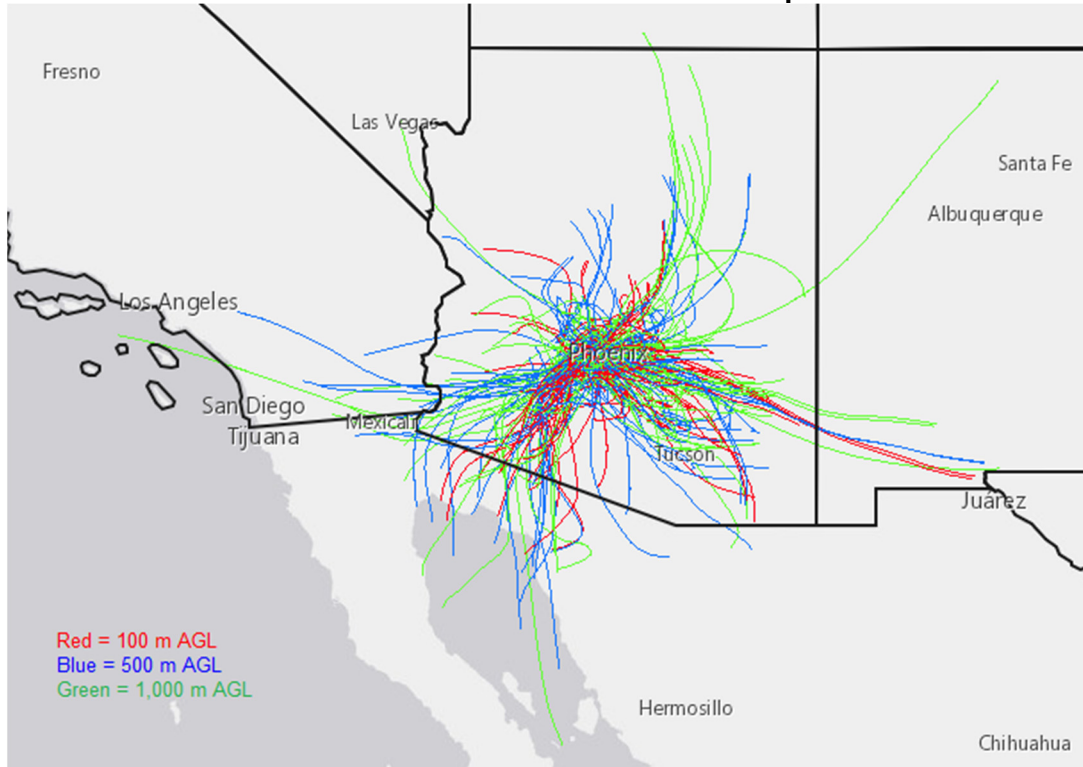 Fresno
Las Vegas
Santa Fe
Albuquerque
Los Angeles
Phoenix
San Diego
Mexicali
Tijuana
Tucson
Juárez
Red = 100 m AGL
Blue = 500 m AGL
Green = 1,000 m AGL
Hermosillo
Chihuahua